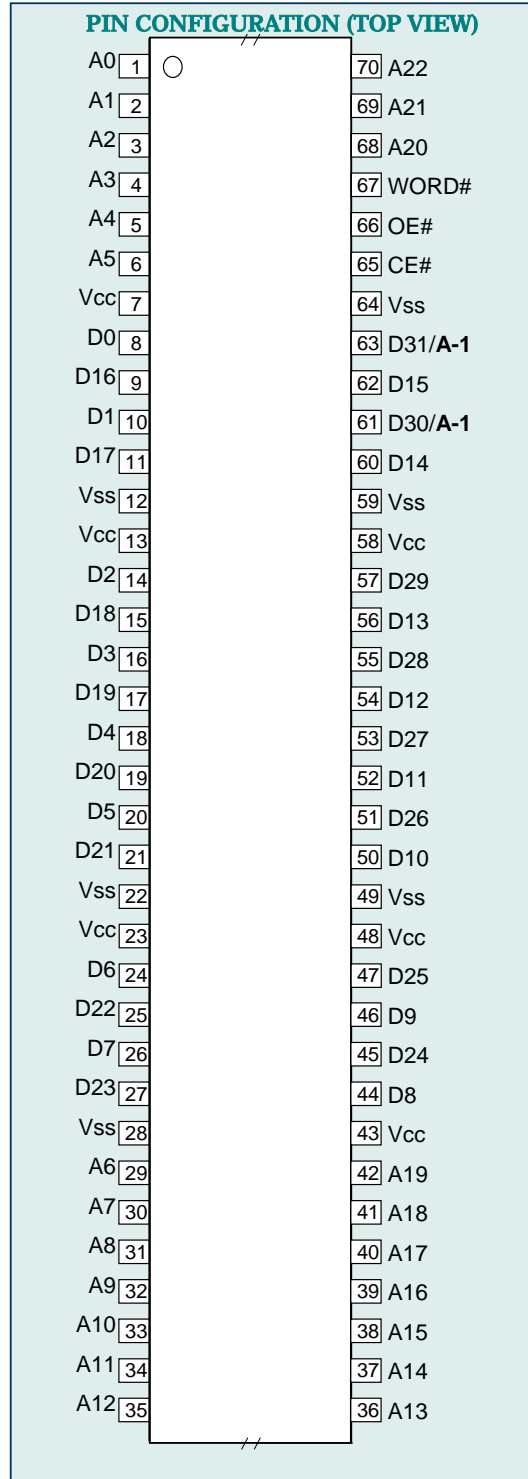 PIN CONFIGURATION (TOP VIEW)
A0 1 70 A22
A1 2 69 A21
A2 3 68 A20
A3 4 67 WORD#
A4 5 66 OE#
A5 6 65 CE#
Vcc 7 64 Vss
D0 8 63 D31/A-1
D16 9 62 D15
D1 10 61 D30/A-1
D17 11 60 D14
Vss 12 59 Vss
Vcc 13 58 Vcc
D2 14 57 D29
D18 15 56 D13
D3 16 55 D28
D19 17 54 D12
D4 18 53 D27
D20 19 52 D11
D5 20 51 D26
D21 21 50 D10
Vss 22 49 Vss
Vcc 23 48 Vcc
D6 24 47 D25
D22 25 46 D9
D7 26 45 D24
D23 27 44 D8
Vss 28 43 Vcc
A6 29 42 A19
A7 30 41 A18
A8 31 40 A17
A9 32 39 A16
A10 33 38 A15
A11 34 37 A14
A12 35 36 A13